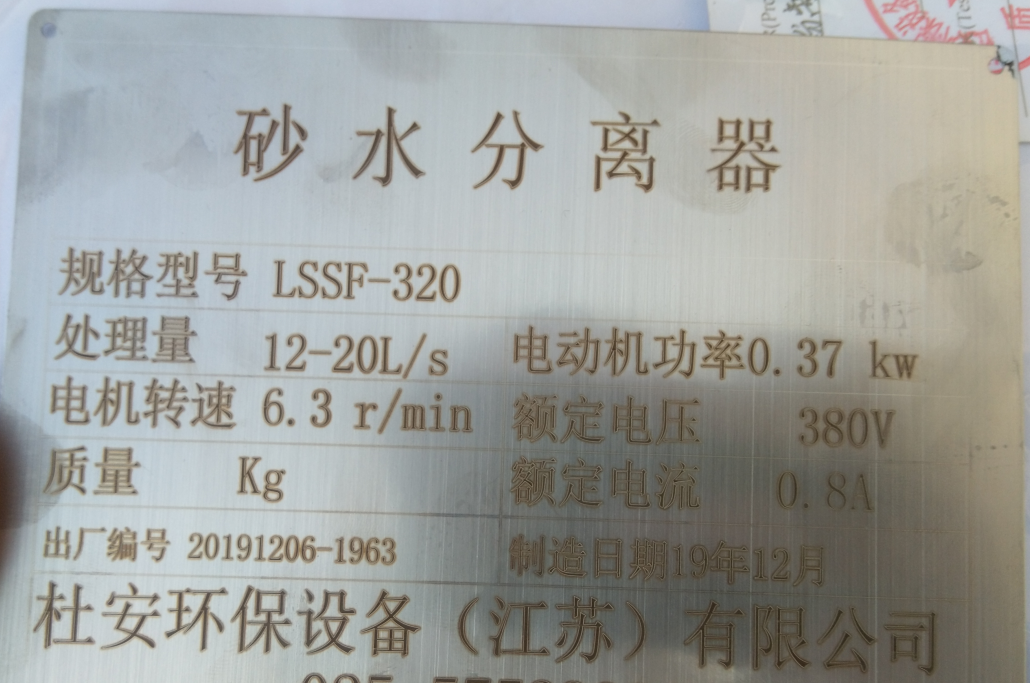 砂水分离器
规格型号 LSSF-320
处理量 12-20L/s 电动机功率0.37 kw
电机转速 6.3 r/min 额定电压 380V
质量 Kg 额定电流 0.8A
出厂编号 20191206-1963 制造日期19年12月
杜安环保设备（江苏）有限公司